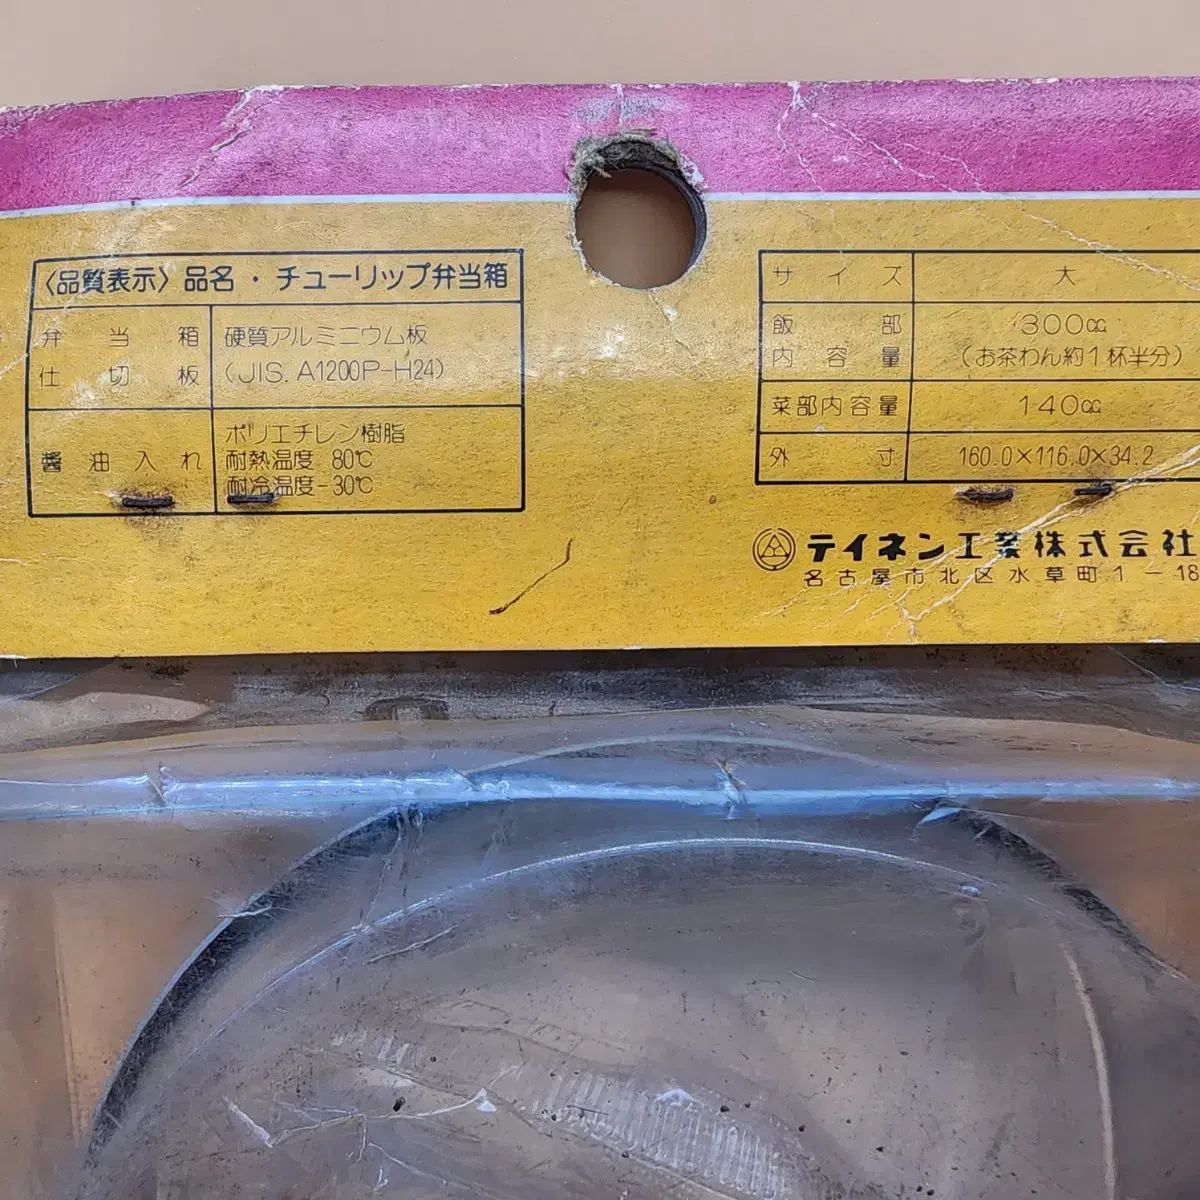 〈品質表示〉品名・チューリップ弁当箱
弁当箱 硬質アルミニウム板
仕切板 (JIS. A1200P-H24)
ポリエチレン樹脂
醤油入れ 耐熱温度 80℃
耐冷温度-30℃
サイズ 大
飯部 300cc
内容量 (お茶わん約1杯半分)
菜部内容量 140cc
外寸 160.0×116.0×34.2
テイネン工業株式会社
名古屋市北区水草町1-18